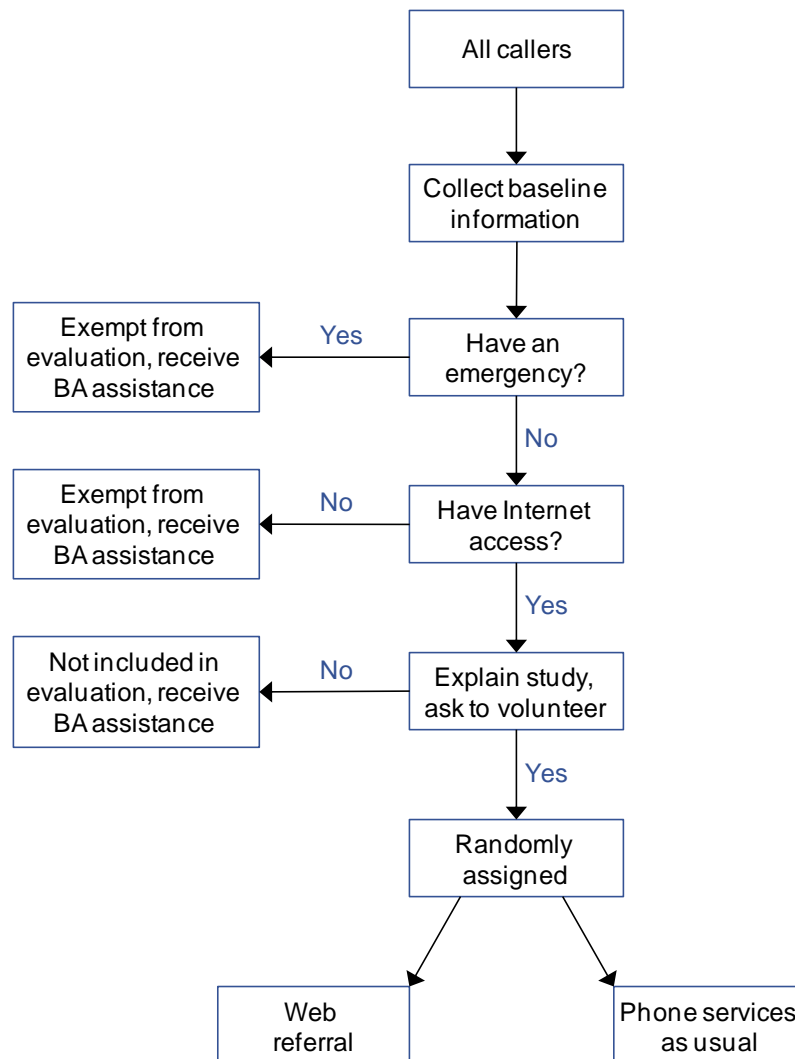 All callers
Collect baseline
information
Exempt from
evaluation, receive
BA assistance
Yes
Have an
emergency?
No
Exempt from
evaluation, receive
BA assistance
No
Have Internet
access?
Yes
Not included in
evaluation, receive
BA assistance
No
Explain study,
ask to volunteer
Yes
Randomly
assigned
Web
referral
Phone services
as usual